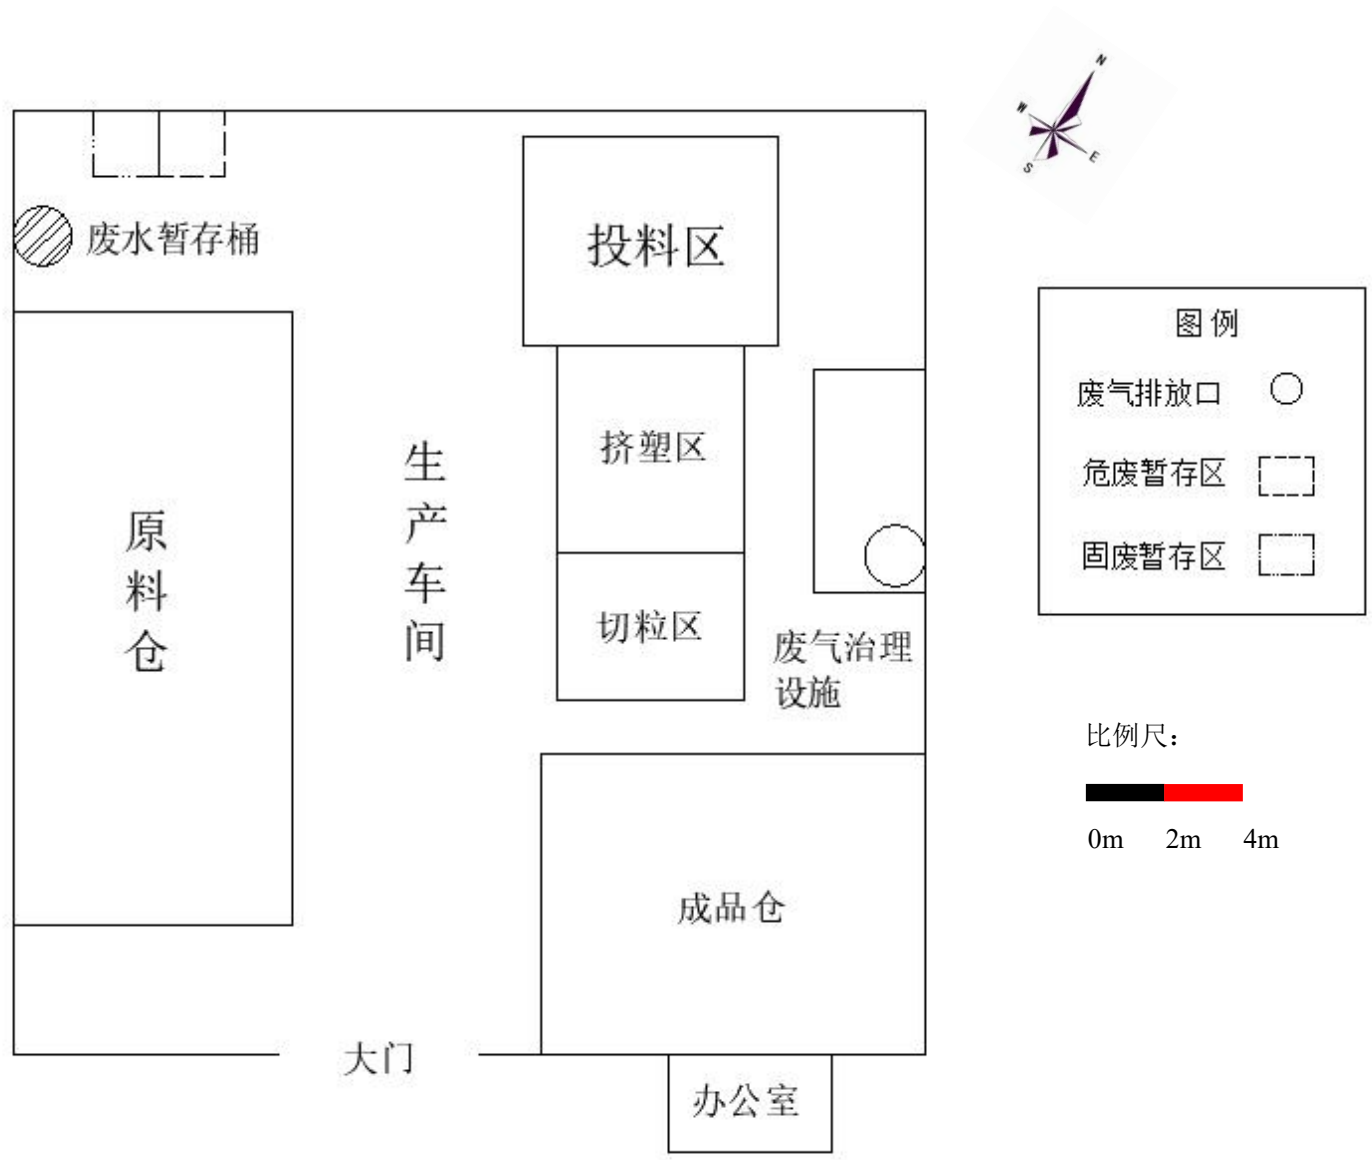 N
W
E
S
废水暂存桶
投料区
图例
废气排放口
危废暂存区
固废暂存区
挤塑区
生产车间
原料仓
切粒区
废气治理
设施
比例尺：
0m 2m 4m
成品仓
大门
办公室